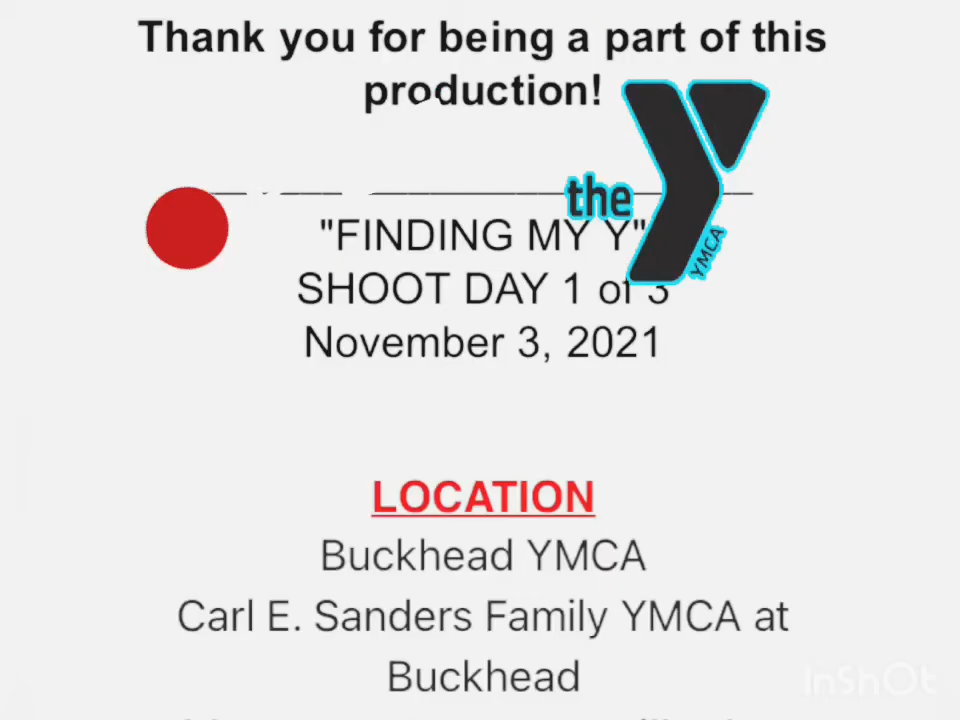 Thank you for being a part of this
production!
the
YMCA
"FINDING MY Y"
SHOOT DAY 1 of 3
November 3, 2021
LOCATION
Buckhead YMCA
Carl E. Sanders Family YMCA at
Buckhead
InShOt